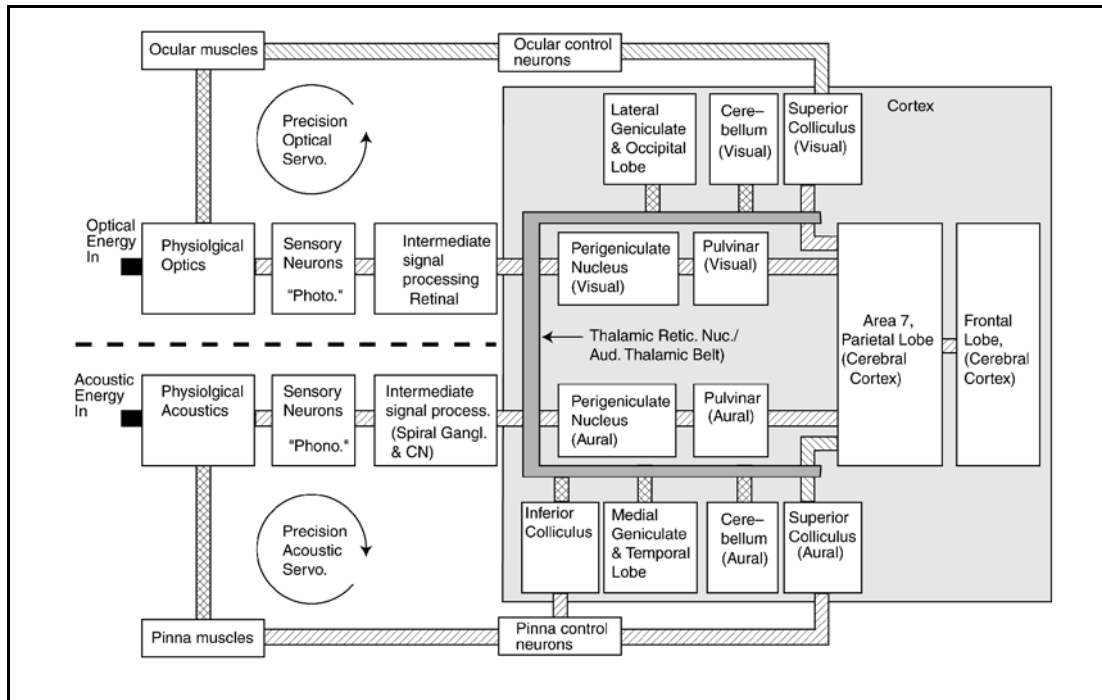 Ocular muscles
Ocular control
neurons
Precision
Optical
Servo.
Lateral
Geniculate
& Occipital
Lobe
Cere–
bellum
(Visual)
Superior
Colliculus
(Visual)
Cortex
Optical
Energy
In
Physiolgical
Optics
Sensory
Neurons
"Photo."
Intermediate
signal
processing
Retinal
Perigeniculate
Nucleus
(Visual)
Pulvinar
(Visual)
Thalamic Retic. Nuc./
Aud. Thalamic Belt)
Area 7,
Parietal Lobe
(Cerebral
Cortex)
Frontal
Lobe,
(Cerebral
Cortex)
Acoustic
Energy
In
Physiolgical
Acoustics
Sensory
Neurons
"Phono."
Intermediate
signal process.
(Spiral Gangl.
& CN)
Perigeniculate
Nucleus
(Aural)
Pulvinar
(Aural)
Precision
Acoustic
Servo.
Inferior
Colliculus
Medial
Geniculate
& Temporal
Lobe
Cere–
bellum
(Aural)
Superior
Colliculus
(Aural)
Pinna muscles
Pinna control
neurons